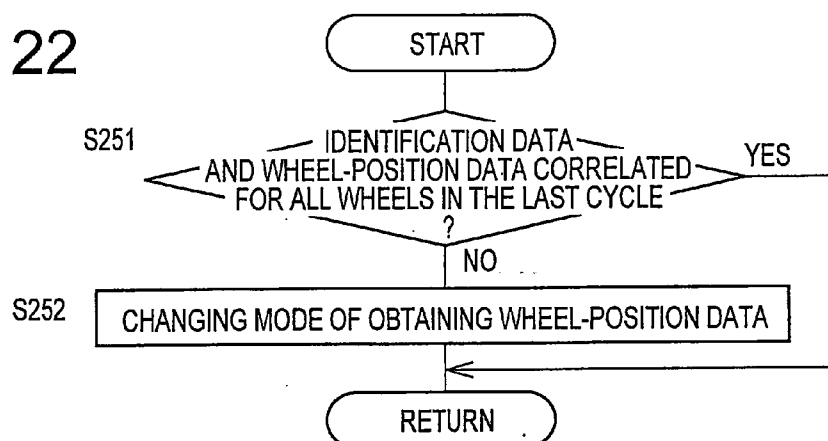 22
START
S251
IDENTIFICATION DATA
AND WHEEL-POSITION DATA CORRELATED
FOR ALL WHEELS IN THE LAST CYCLE
?
YES
NO
S252
CHANGING MODE OF OBTAINING WHEEL-POSITION DATA
RETURN